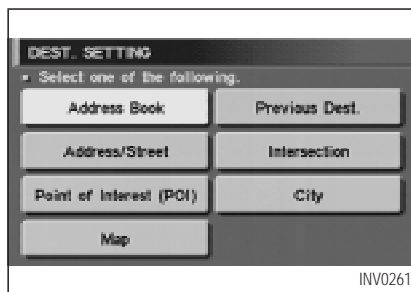 DEST. SETTING
Select one of the following.
Address Book
Previous Dest.
Address/Street
Intersection
Point of Interest (POI)
City
Map
INV0261